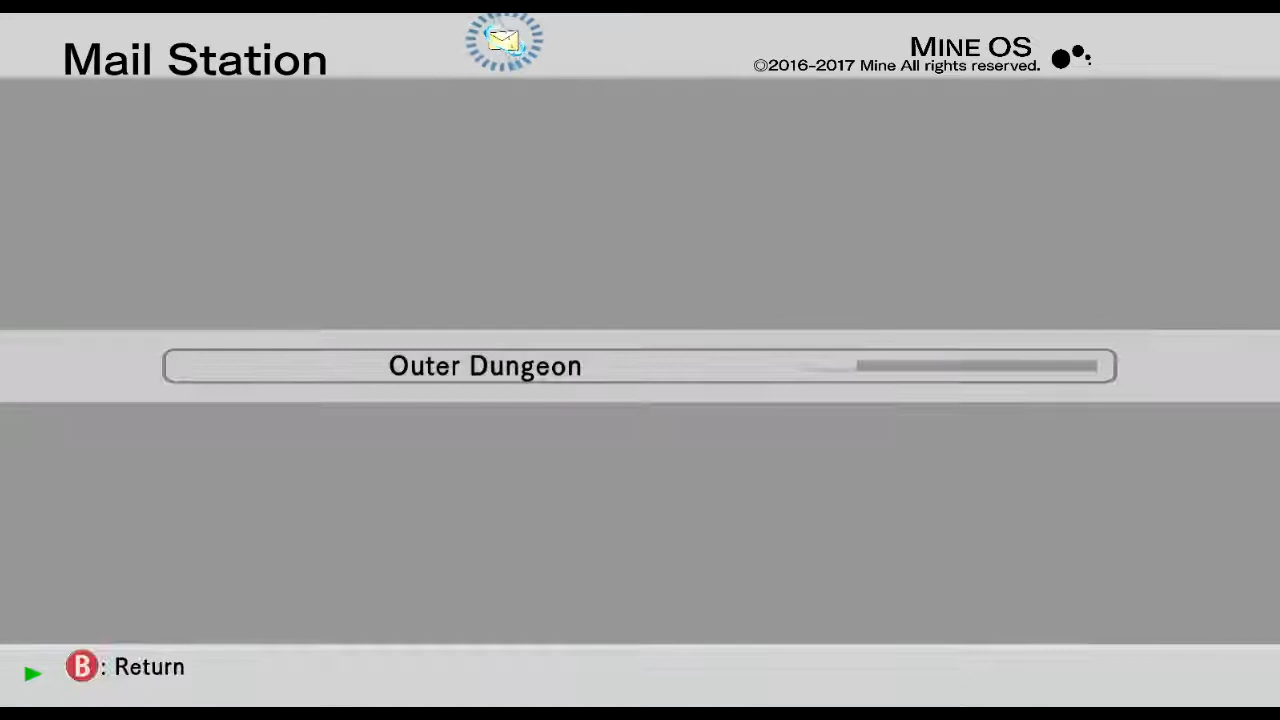 Mail Station
MINE OS
©2016-2017 Mine All rights reserved.
Outer Dungeon
B: Return